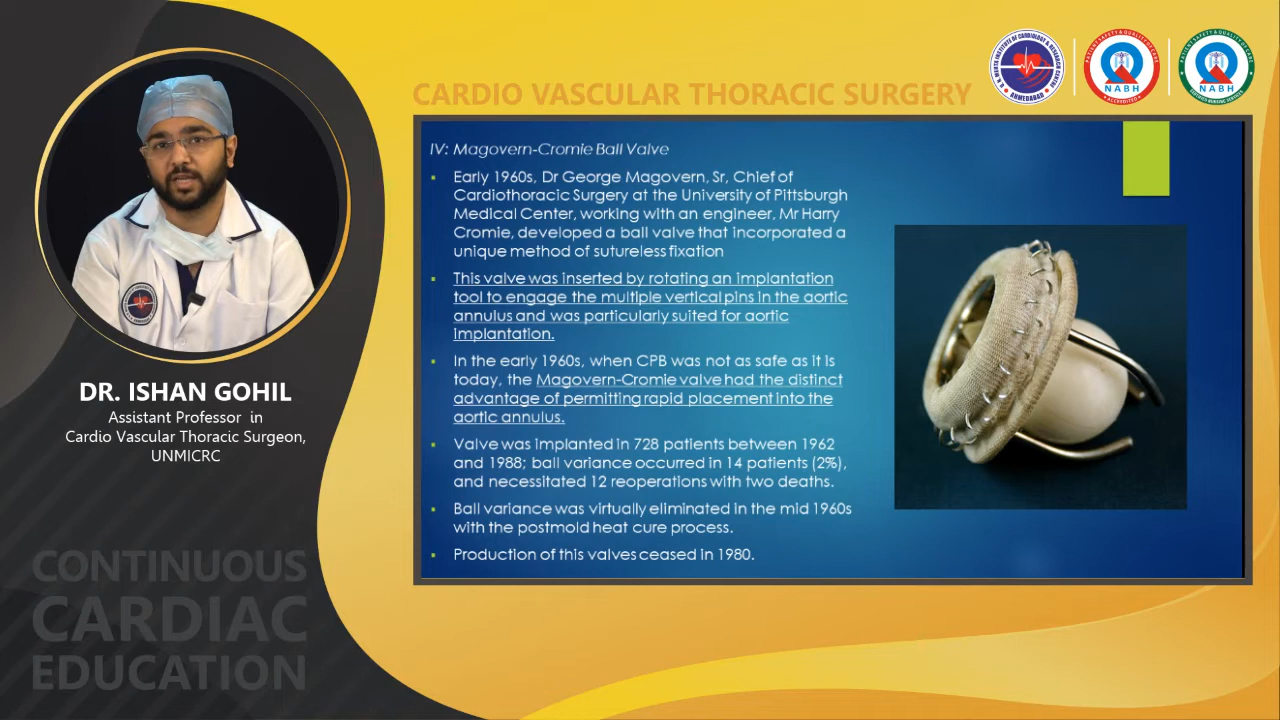 CARDIO VASCULAR THORACIC SURGERY
NABH
ACCREDITED
NABH
AHMEDABAD
IV: Magovern-Cromie Ball Valve
Early 1960s, Dr George Magovern, Sr, Chief of
Cardiothoracic Surgery at the University of Pittsburgh
Medical Center, working with an engineer, Mr Harry
Cromie, developed a ball valve that incorporated a
unique method of sutureless fixation
This valve was inserted by rotating an implantation
tool to engage the multiple vertical pins in the aortic
annulus and was particularly suited for aortic
implantation.
In the early 1960s, when CPB was not as safe as it is
today, the Magovern-Cromie valve had the distinct
advantage of permitting rapid placement into the
aortic annulus.
Valve was implanted in 728 patients between 1962
and 1988; ball variance occurred in 14 patients (2%),
and necessitated 12 reoperations with two deaths.
Ball variance was virtually eliminated in the mid 1960s
with the postmold heat cure process.
Production of this valves ceased in 1980.
DR. ISHAN GOHIL
Assistant Professor in
Cardio Vascular Thoracic Surgeon,
UNMICRC
CONTINUOUS
CARDIAC
EDUCATION